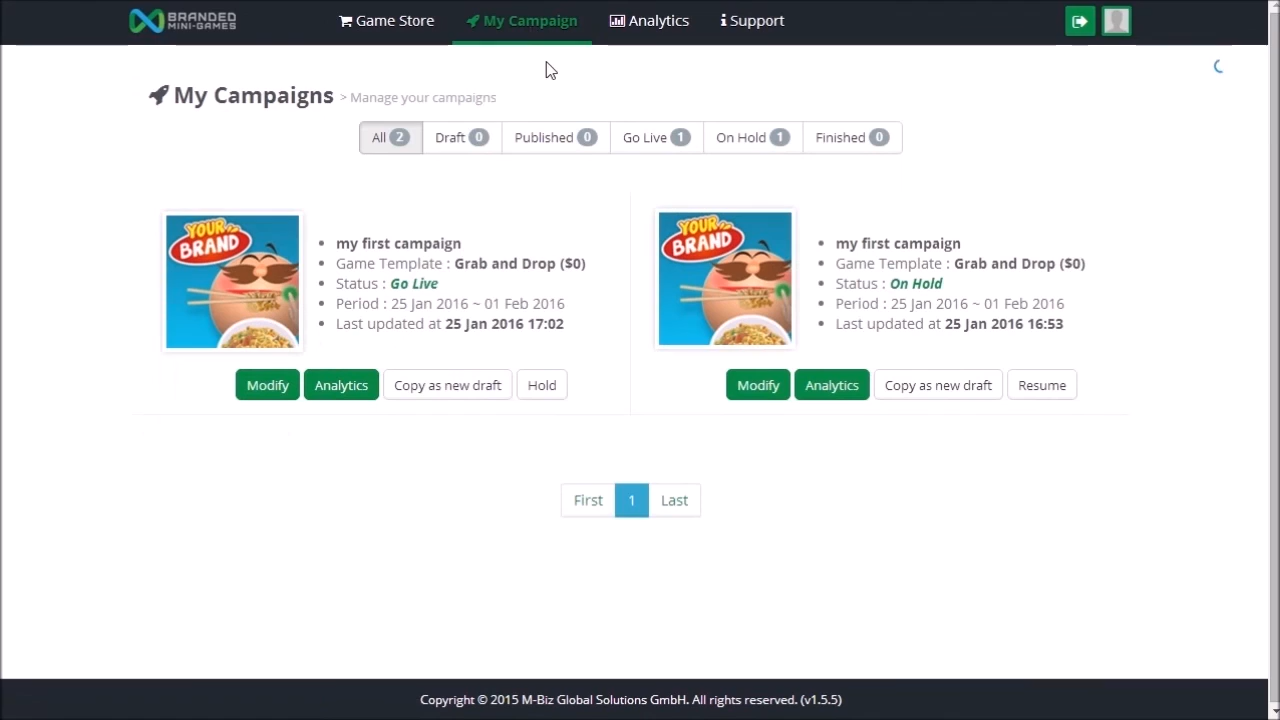 BRANDED
MINI-GAMES
Game Store
My Campaign
Analytics
Support
My Campaigns > Manage your campaigns
All 2
Draft 0
Published 0
Go Live 1
On Hold 1
Finished 0
YOUR
BRAND
my first campaign
Game Template : Grab and Drop ($0)
Status : Go Live
Period : 25 Jan 2016 ~ 01 Feb 2016
Last updated at 25 Jan 2016 17:02
Modify
Analytics
Copy as new draft
Hold
YOUR
BRAND
my first campaign
Game Template : Grab and Drop ($0)
Status : On Hold
Period : 25 Jan 2016 ~ 01 Feb 2016
Last updated at 25 Jan 2016 16:53
Modify
Analytics
Copy as new draft
Resume
First
1
Last
Copyright © 2015 M-Biz Global Solutions GmbH. All rights reserved. (v1.5.5)